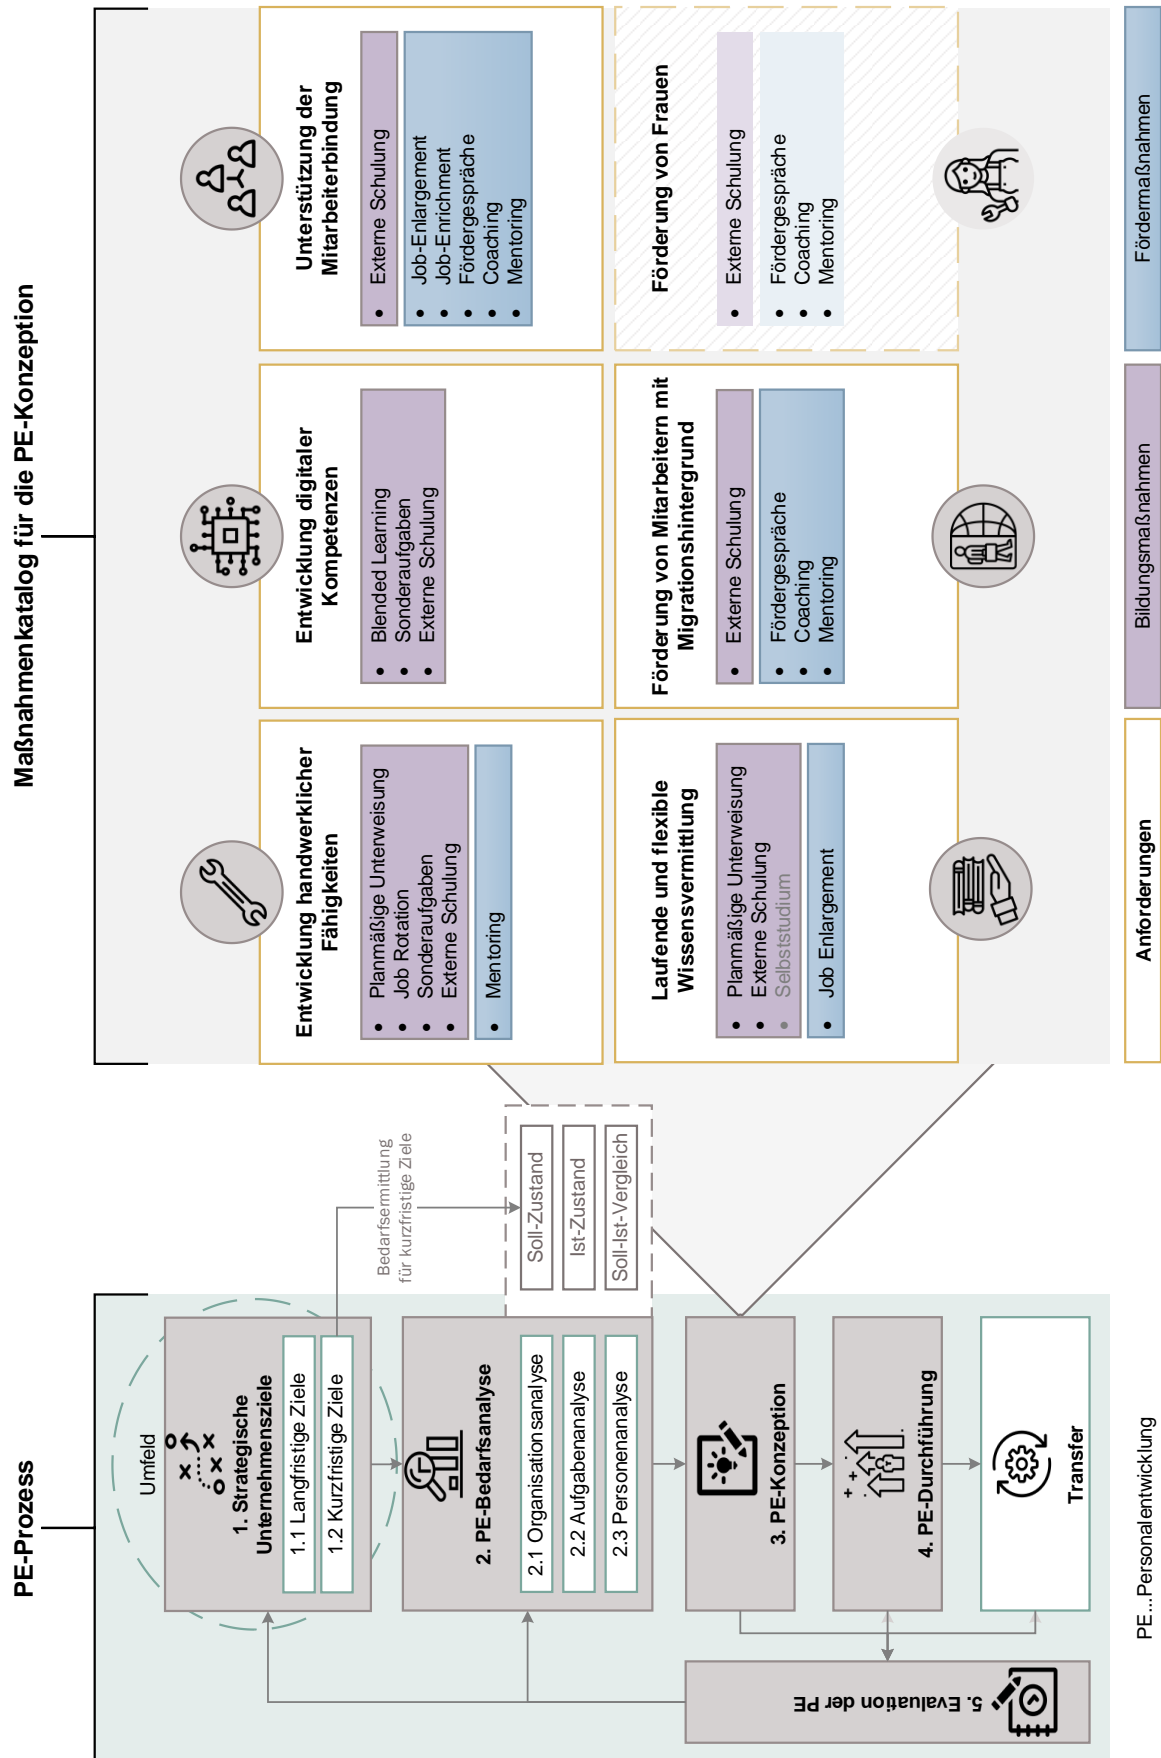 PE-Prozess
Umfeld
1. Strategische
Unternehmensziele
1.1 Langfristige Ziele
1.2 Kurzfristige Ziele
Bedarfsermittlung
für kurzfristige Ziele
2. PE-Bedarfsanalyse
2.1 Organisationsanalyse
2.2 Aufgabenanalyse
2.3 Personenanalyse
Soll-Zustand
Ist-Zustand
Soll-Ist-Vergleich
3. PE-Konzeption
4. PE-Durchführung
Transfer
5. Evaluation der PE
PE...Personalentwicklung
Maßnahmenkatalog für die PE-Konzeption
Entwicklung handwerklicher
Fähigkeiten
• Planmäßige Unterweisung
• Job Rotation
• Sonderaufgaben
• Externe Schulung
• Mentoring
Entwicklung digitaler
Kompetenzen
• Blended Learning
• Sonderaufgaben
• Externe Schulung
Unterstützung der
Mitarbeiterbindung
• Externe Schulung
• Job-Enlargement
• Job-Enrichment
• Fördergespräche
• Coaching
• Mentoring
Laufende und flexible
Wissensvermittlung
• Planmäßige Unterweisung
• Externe Schulung
• Selbststudium
• Job Enlargement
Förderung von Mitarbeitern mit
Migrationshintergrund
• Externe Schulung
• Fördergespräche
• Coaching
• Mentoring
Förderung von Frauen
• Externe Schulung
• Fördergespräche
• Coaching
• Mentoring
Anforderungen
Bildungsmaßnahmen
Fördermaßnahmen